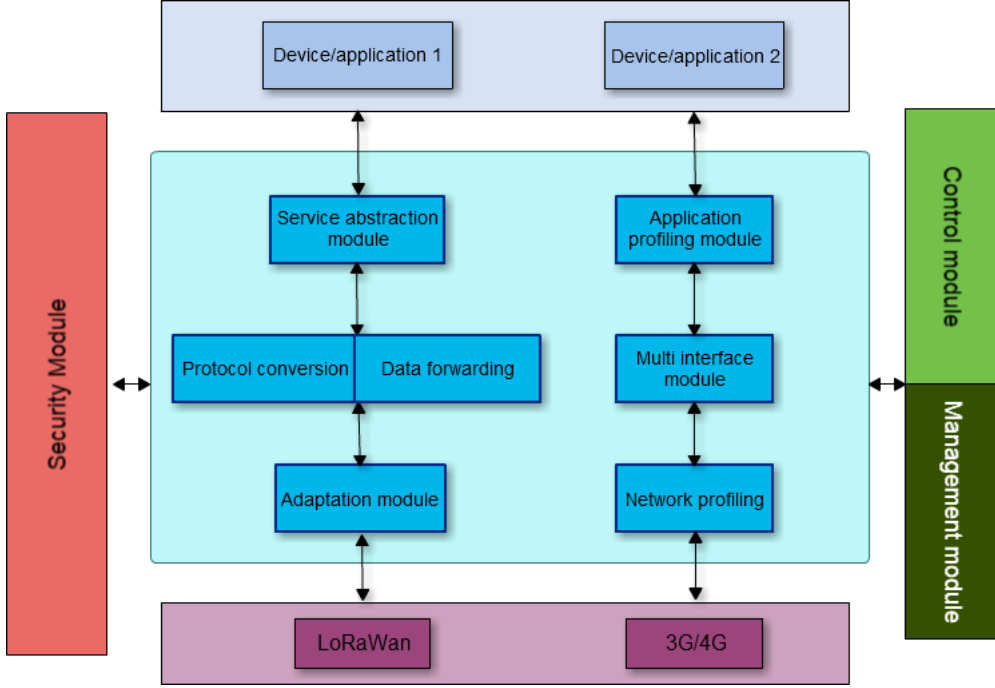 Device/application 1
Device/application 2
Security Module
Control module
Management module
Service abstraction
module
Application
profiling module
Protocol conversion
Data forwarding
Multi interface
module
Adaptation module
Network profiling
LoRaWan
3G/4G